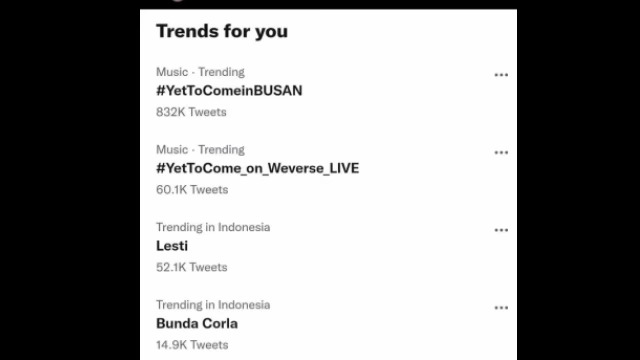 Trends for you
Music · Trending
#YetToComeinBUSAN
832K Tweets
Music · Trending
#YetToCome_on_Weverse_LIVE
60.1K Tweets
Trending in Indonesia
Lesti
52.1K Tweets
Trending in Indonesia
Bunda Corla
14.9K Tweets